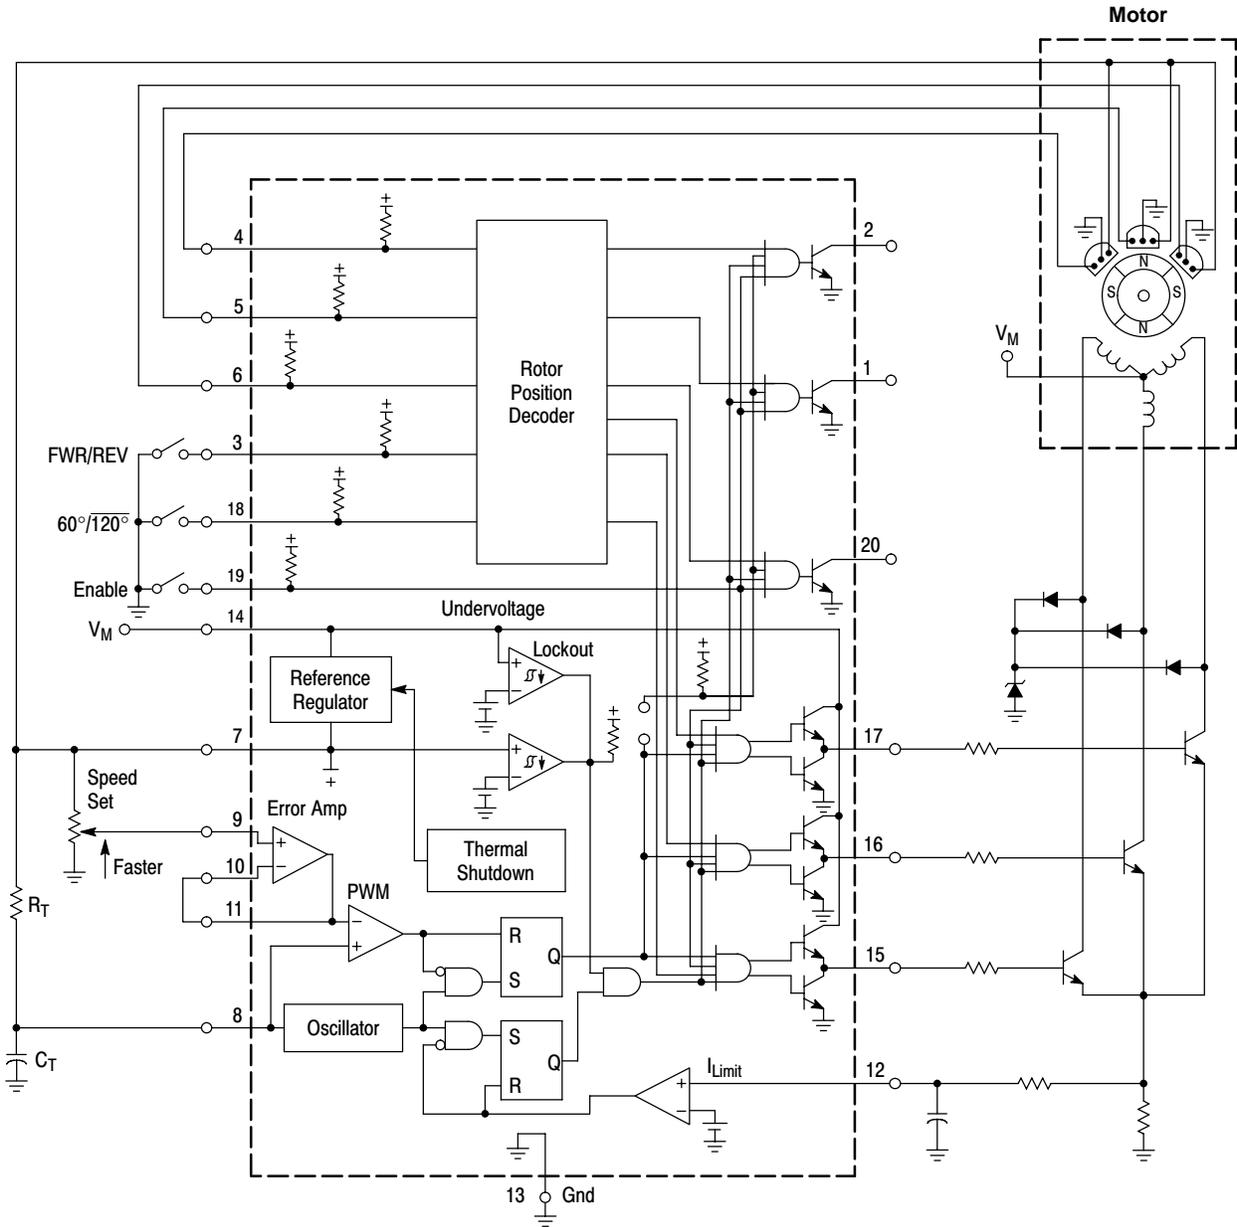 Motor
4
2
N
S
S
N
5
V_M
6
1
Rotor
Position
Decoder
FWR/REV
3
60°/120°
18
Enable
19
20
V_M
14
Undervoltage
Lockout
Reference
Regulator
7
17
Speed
Set
Error Amp
9
+
−
Faster
10
Thermal
Shutdown
16
R_T
11
PWM
−
+
R
S
Q
15
8
Oscillator
S
R
Q
C_T
I_Limit
12
+
−
13
Gnd